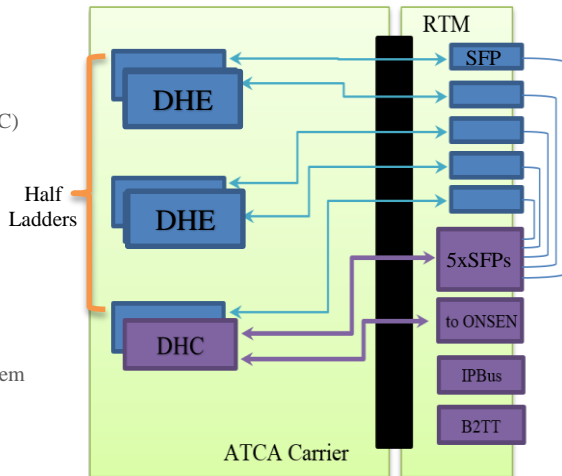 RTM
SFP
DHE
C)
Half
Ladders
DHE
5xSFPs
to ONSEN
DHC
IPBus
em
B2TT
ATCA Carrier